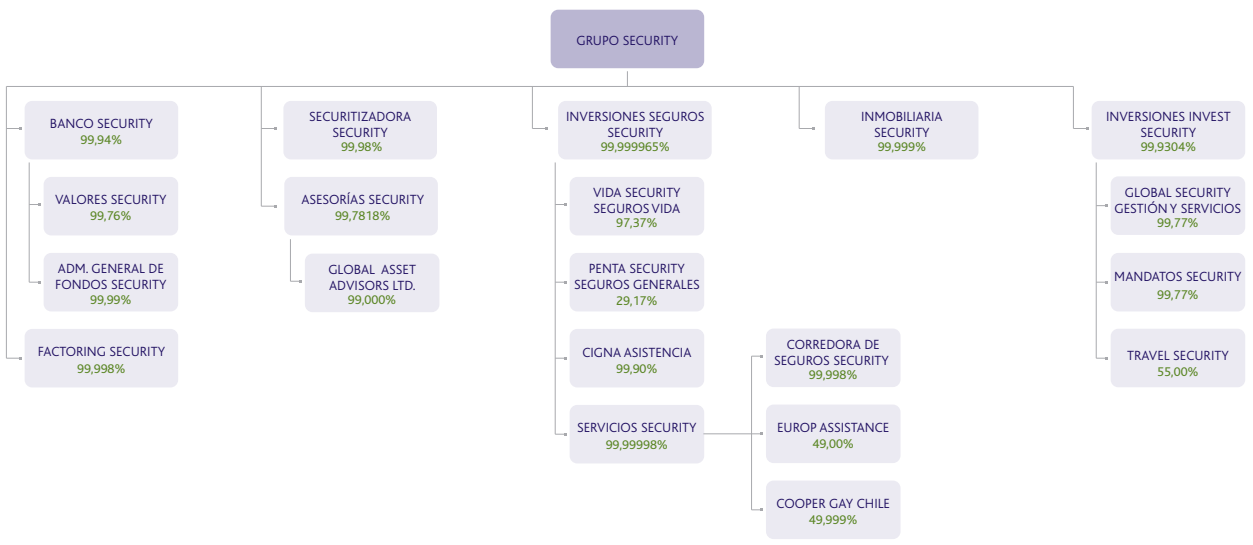 GRUPO SECURITY
BANCO SECURITY
99,94%
VALORES SECURITY
99,76%
ADM. GENERAL DE
FONDOS SECURITY
99,99%
FACTORING SECURITY
99,998%
SECURITIZADORA
SECURITY
99,98%
ASESORÍAS SECURITY
99,7818%
GLOBAL ASSET
ADVISORS LTD.
99,000%
INVERSIONES SEGUROS
SECURITY
99,999965%
VIDA SECURITY
SEGUROS VIDA
97,37%
PENTA SECURITY
SEGUROS GENERALES
29,17%
CIGNA ASISTENCIA
99,90%
SERVICIOS SECURITY
99,99998%
CORREDORA DE
SEGUROS SECURITY
99,998%
EUROP ASSISTANCE
49,00%
COOPER GAY CHILE
49,999%
INMOBILIARIA
SECURITY
99,999%
INVERSIONES INVEST
SECURITY
99,9304%
GLOBAL SECURITY
GESTIÓN Y SERVICIOS
99,77%
MANDATOS SECURITY
99,77%
TRAVEL SECURITY
55,00%